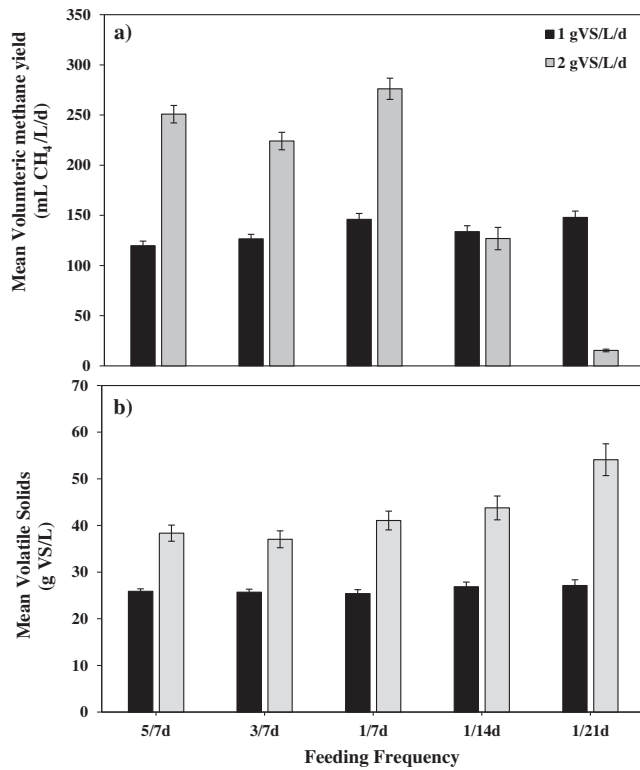 a)
1 gVS/L/d
2 gVS/L/d
Mean Volumteric methane yield
(mL CH₄/L/d)
350
300
250
200
150
100
50
0
b)
Mean Volatile Solids
(g VS/L)
70
60
50
40
30
20
10
0
5/7d 3/7d 1/7d 1/14d 1/21d
Feeding Frequency